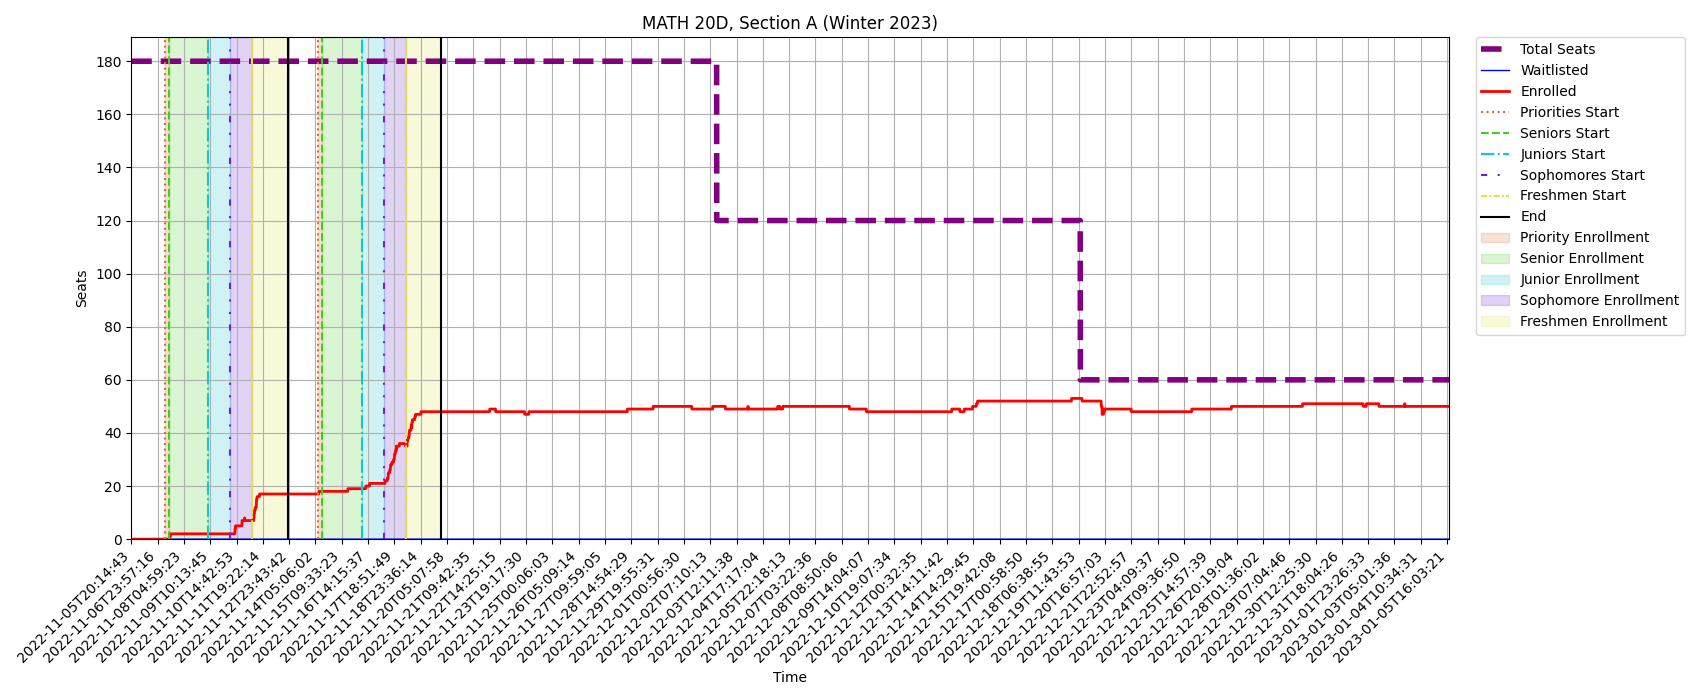 MATH 20D, Section A (Winter 2023)
Seats
180
160
140
120
100
80
60
40
20
0
2022-11-05T20:14:43
2022-11-06T23:57:16
2022-11-08T04:59:23
2022-11-09T10:13:45
2022-11-10T14:42:53
2022-11-11T19:22:14
2022-11-12T23:43:42
2022-11-14T05:06:02
2022-11-15T09:33:23
2022-11-16T14:15:37
2022-11-17T18:51:49
2022-11-18T23:36:14
2022-11-20T05:07:58
2022-11-21T09:42:35
2022-11-22T14:25:15
2022-11-23T19:17:30
2022-11-25T00:06:03
2022-11-26T05:09:14
2022-11-27T09:59:05
2022-11-28T14:54:29
2022-11-29T19:55:31
2022-12-01T00:56:30
2022-12-02T07:10:13
2022-12-03T12:11:38
2022-12-04T17:17:04
2022-12-05T22:18:13
2022-12-07T03:22:36
2022-12-08T08:50:06
2022-12-09T14:04:07
2022-12-10T19:07:34
2022-12-12T00:32:35
2022-12-13T14:11:42
2022-12-14T14:29:45
2022-12-15T19:42:08
2022-12-17T00:58:50
2022-12-18T06:38:55
2022-12-19T11:43:53
2022-12-20T16:57:03
2022-12-21T22:52:57
2022-12-23T04:09:37
2022-12-24T09:36:50
2022-12-25T14:57:39
2022-12-26T20:19:04
2022-12-28T01:36:02
2022-12-29T07:04:46
2022-12-30T12:25:30
2022-12-31T18:04:26
2023-01-01T23:26:33
2023-01-03T05:01:36
2023-01-04T10:34:31
2023-01-05T16:03:21
Time
Total Seats
Waitlisted
Enrolled
Priorities Start
Seniors Start
Juniors Start
Sophomores Start
Freshmen Start
End
Priority Enrollment
Senior Enrollment
Junior Enrollment
Sophomore Enrollment
Freshmen Enrollment